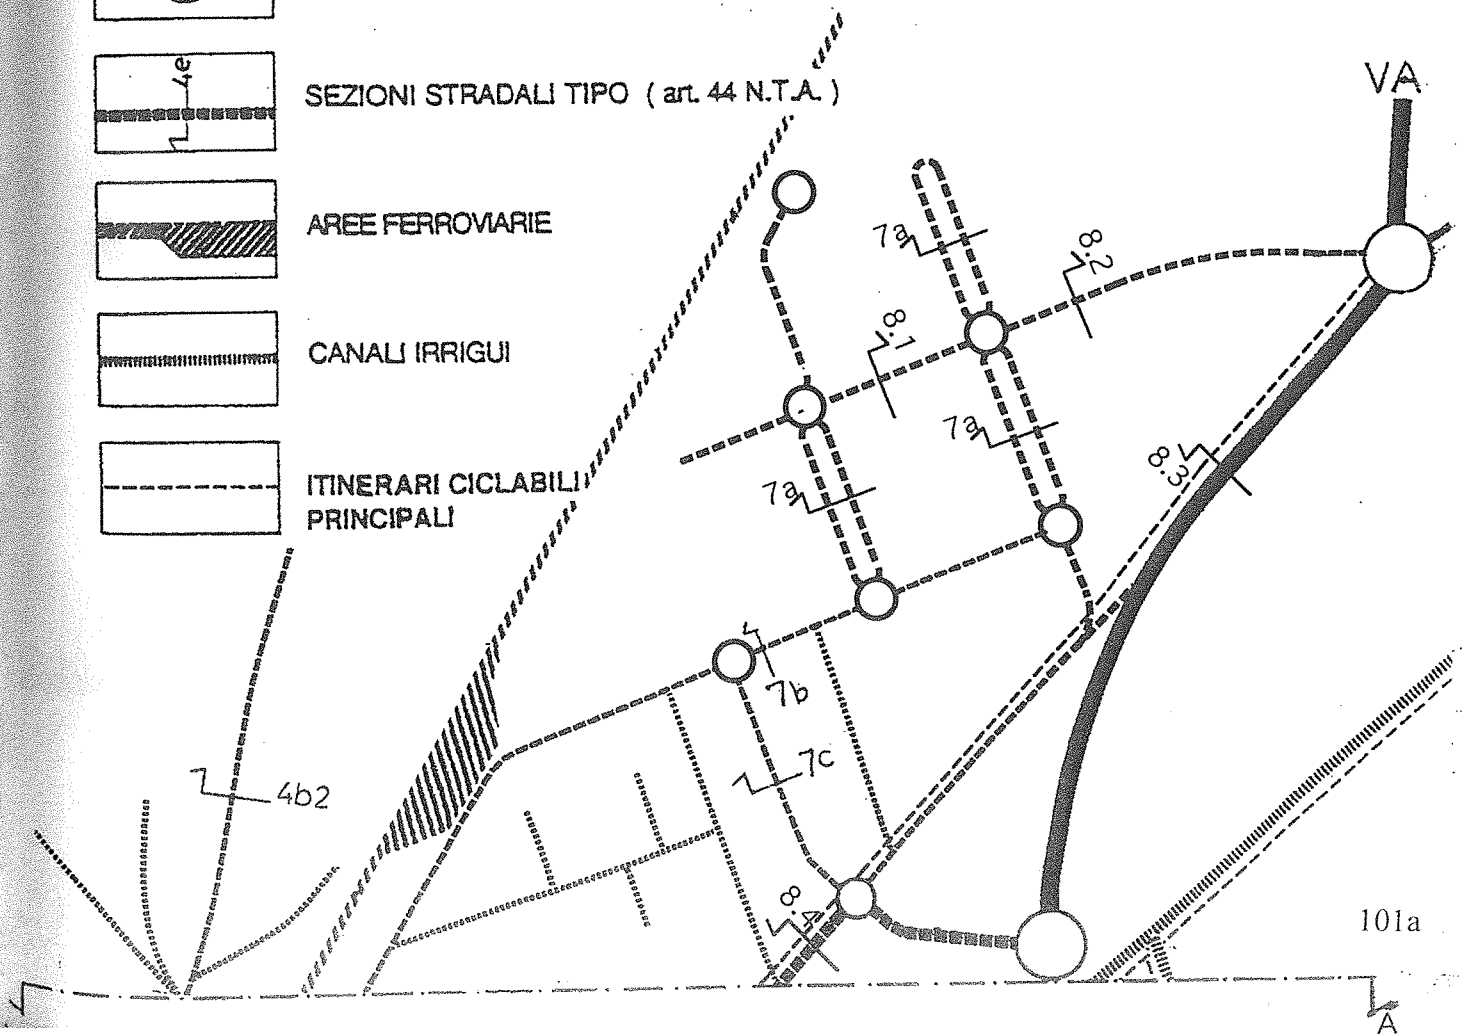 4e
SEZIONI STRADALI TIPO ( art. 44 N.T.A. )
AREE FERROVIARIE
CANALI IRRIGUI
ITINERARI CICLABILI
PRINCIPALI
VA
7a
8.2
8.1
7a
7a
8.3
7b
7c
4b2
8.4
101a
A